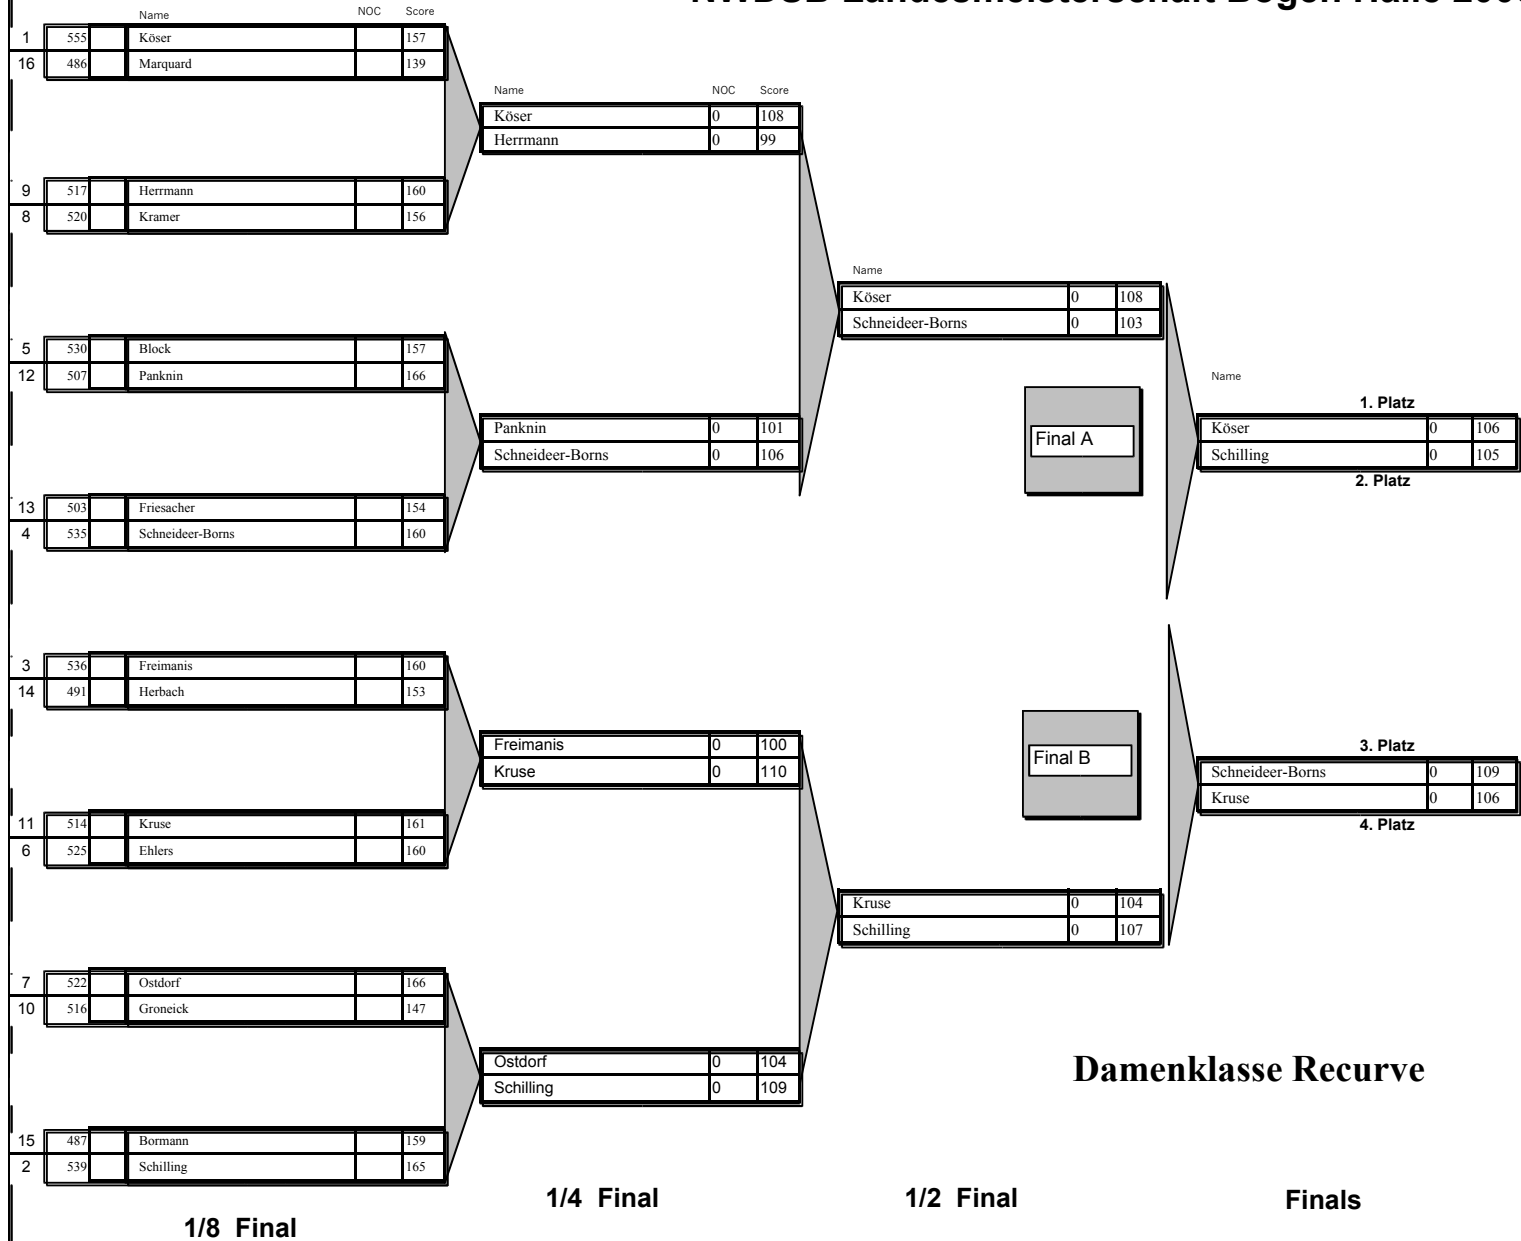 NWDSB Landesmeisterschaft Bogen Halle
Name NOC Score
1 555 Köser 157
16 486 Marquard 139
Name NOC Score
Köser 0 108
Herrmann 0 99
9 517 Herrmann 160
8 520 Kramer 156
Name
Köser 0 108
Schneideer-Borns 0 103
5 530 Block 157
12 507 Panknin 166
Name
1. Platz
Panknin 0 101
Schneideer-Borns 0 106
Final A
Köser 0 106
Schilling 0 105
2. Platz
13 503 Friesacher 154
4 535 Schneideer-Borns 160
3 536 Freimanis 160
14 491 Herbach 153
Freimanis 0 100
Kruse 0 110
Final B
3. Platz
Schneideer-Borns 0 109
Kruse 0 106
4. Platz
11 514 Kruse 161
6 525 Ehlers 160
Kruse 0 104
Schilling 0 107
7 522 Ostdorf 166
10 516 Groneick 147
Ostdorf 0 104
Schilling 0 109
Damenklasse Recurve
15 487 Bormann 159
2 539 Schilling 165
1/4 Final
1/2 Final
Finals
1/8 Final